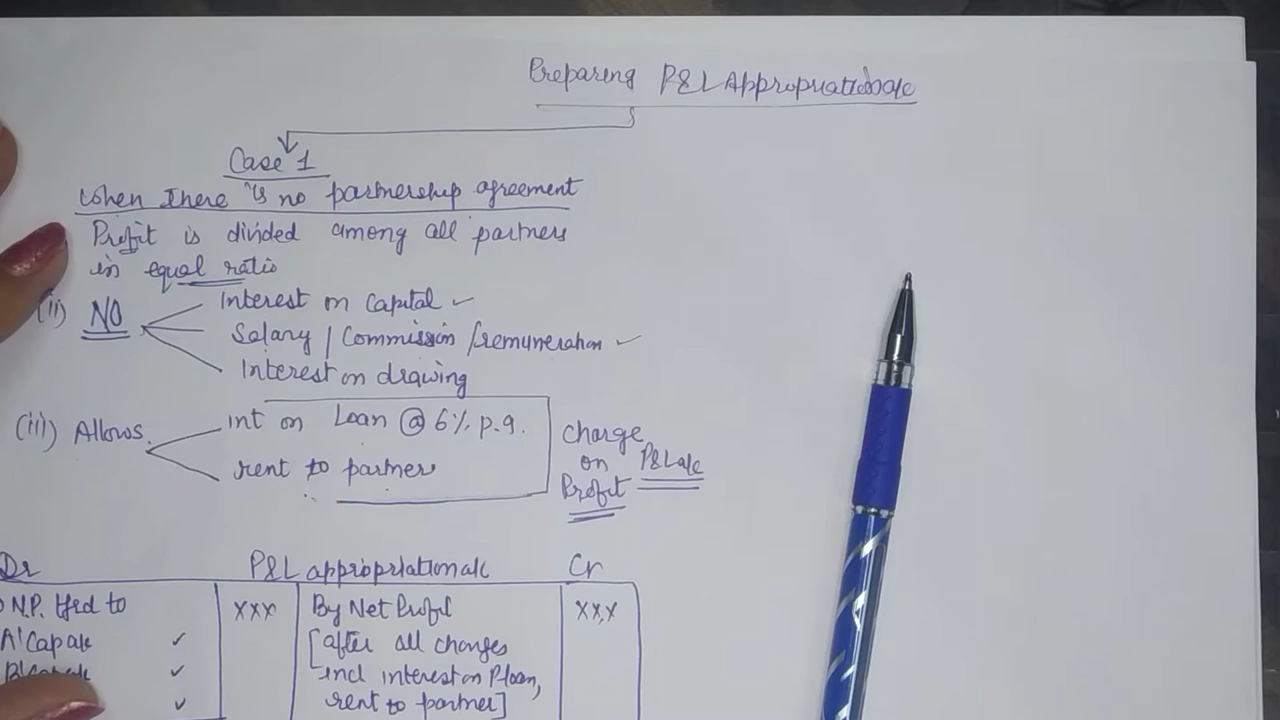 Preparing P&L Appropriation a/c
Case 1
When There is no partnership agreement
Profit is divided among all partners
in equal ratio
(ii) NO
Interest on Capital ✓
Salary / Commission / remuneration ✓
Interest on drawing
(iii) Allows
int on Loan @ 6% p.a.
rent to partner
Charge on Profit
P&L a/c
Dr P&L appropriation a/c Cr
N.P. tfed to xxx By Net Profit xx,x
A' Cap a/c ✓ [after all charges
B' Cap a/c ✓ incl interest on P. loan,
✓ rent to partner]